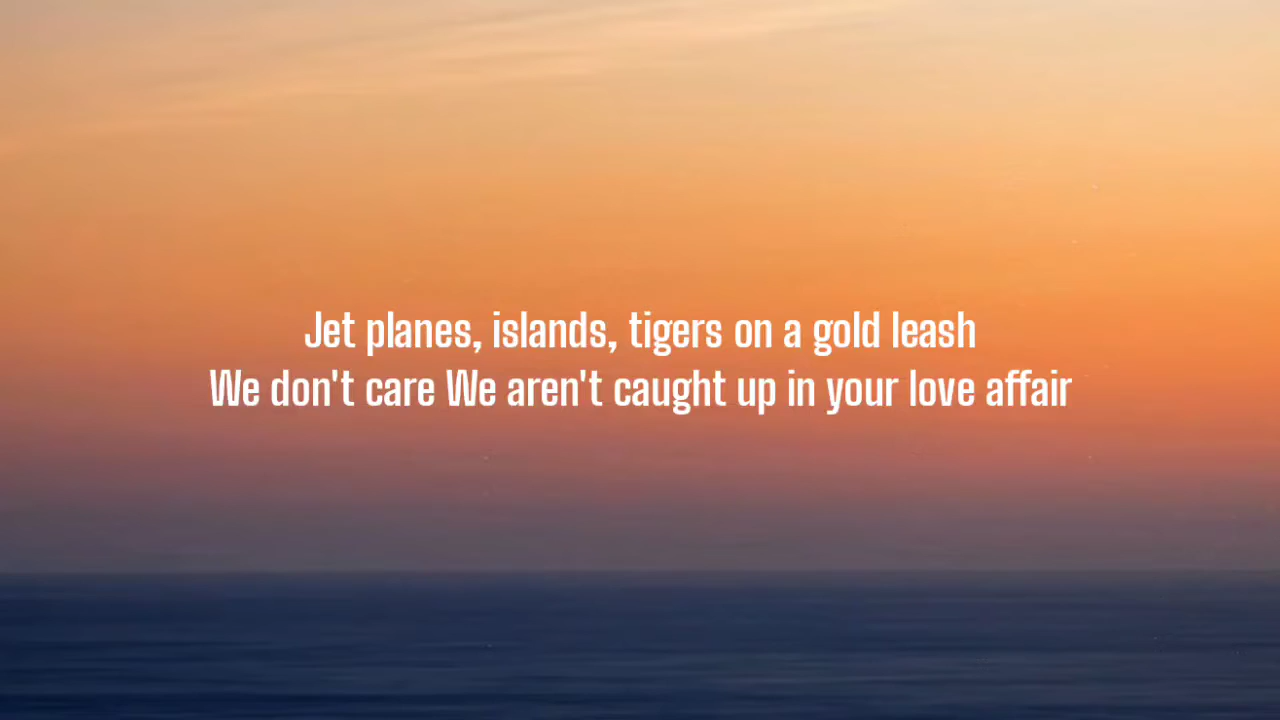 Jet planes, islands, tigers on a gold leash
We don't care We aren't caught up in your love affair